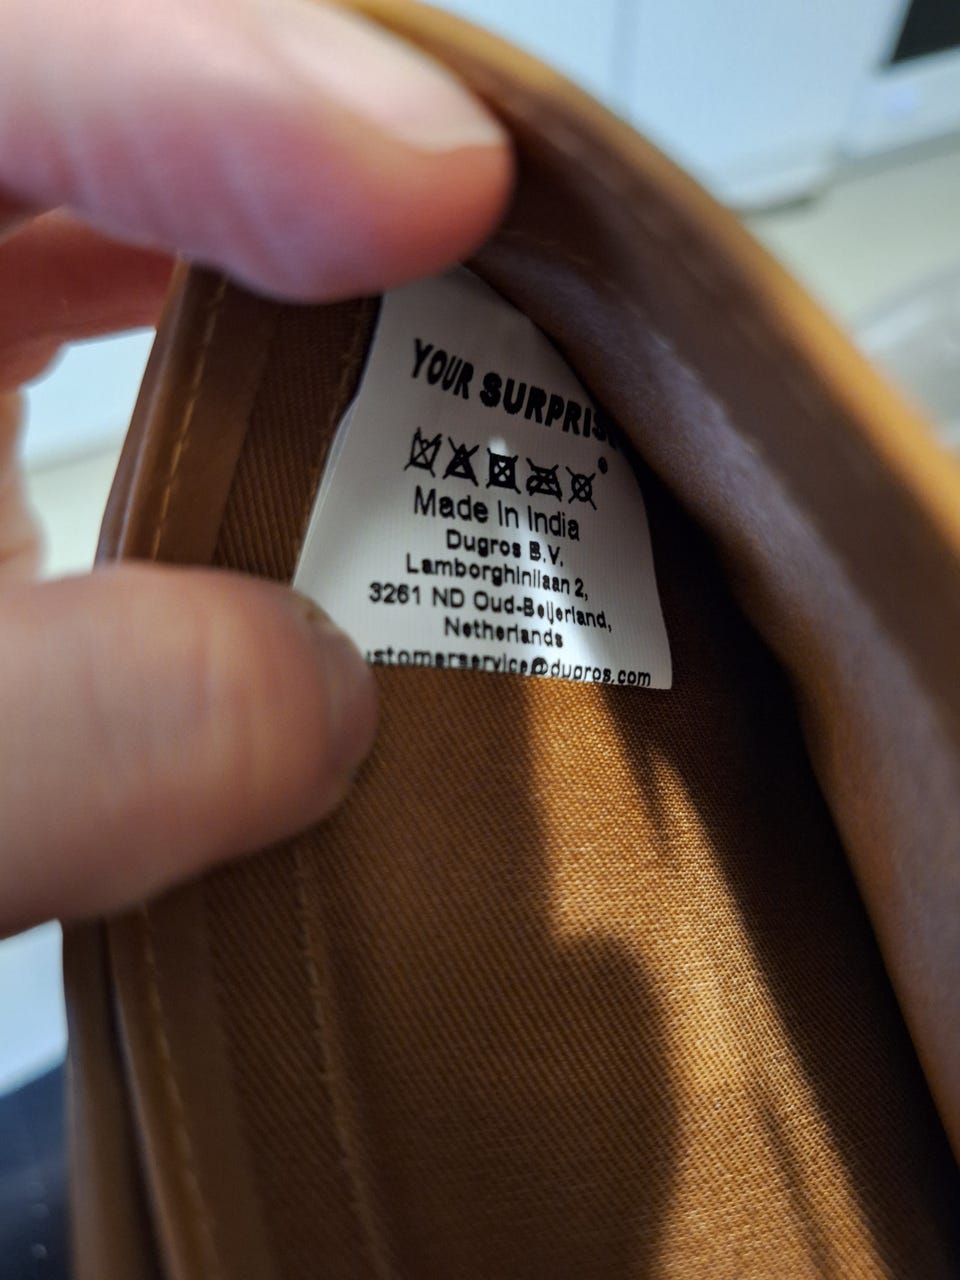 YOUR SURPRIS
Made In India
Dugros B.V.
Lamborghinilaan 2,
3261 ND Oud-Beijerland,
Netherlands
ustomerservice@dugros.com